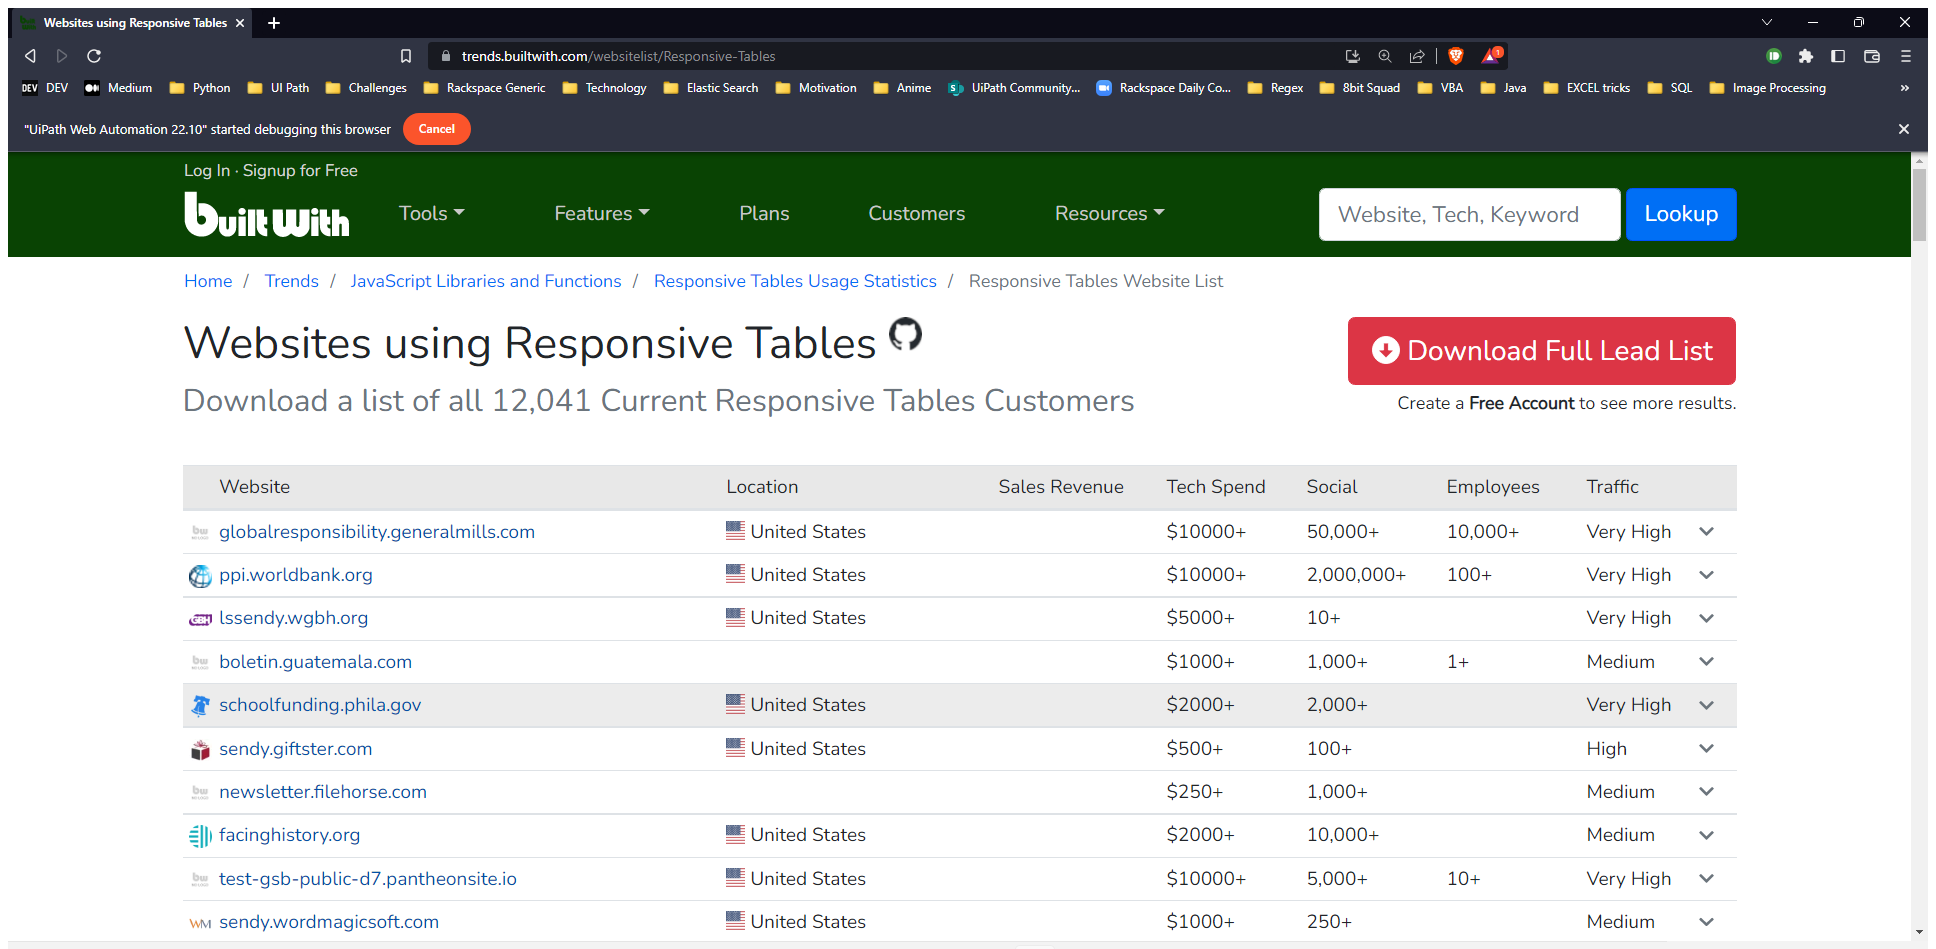 Websites using Responsive Tables
trends.builtwith.com/websitelist/Responsive-Tables
1
DEV DEV Medium Python UI Path Challenges Rackspace Generic Technology Elastic Search Motivation Anime UiPath Community... Rackspace Daily Co... Regex 8bit Squad VBA Java EXCEL tricks SQL Image Processing »
"UiPath Web Automation 22.10" started debugging this browser Cancel
Log In · Signup for Free
built with Tools Features Plans Customers Resources Website, Tech, Keyword Lookup
Home / Trends / JavaScript Libraries and Functions / Responsive Tables Usage Statistics / Responsive Tables Website List
Websites using Responsive Tables
Download Full Lead List
Download a list of all 12,041 Current Responsive Tables Customers
Create a Free Account to see more results.
Website Location Sales Revenue Tech Spend Social Employees Traffic
globalresponsibility.generalmills.com United States $10000+ 50,000+ 10,000+ Very High
ppi.worldbank.org United States $10000+ 2,000,000+ 100+ Very High
GBH lssendy.wgbh.org United States $5000+ 10+ Very High
boletin.guatemala.com $1000+ 1,000+ 1+ Medium
schoolfunding.phila.gov United States $2000+ 2,000+ Very High
sendy.giftster.com United States $500+ 100+ High
newsletter.filehorse.com $250+ 1,000+ Medium
facinghistory.org United States $2000+ 10,000+ Medium
test-gsb-public-d7.pantheonsite.io United States $10000+ 5,000+ 10+ Very High
WM sendy.wordmagicsoft.com United States $1000+ 250+ Medium